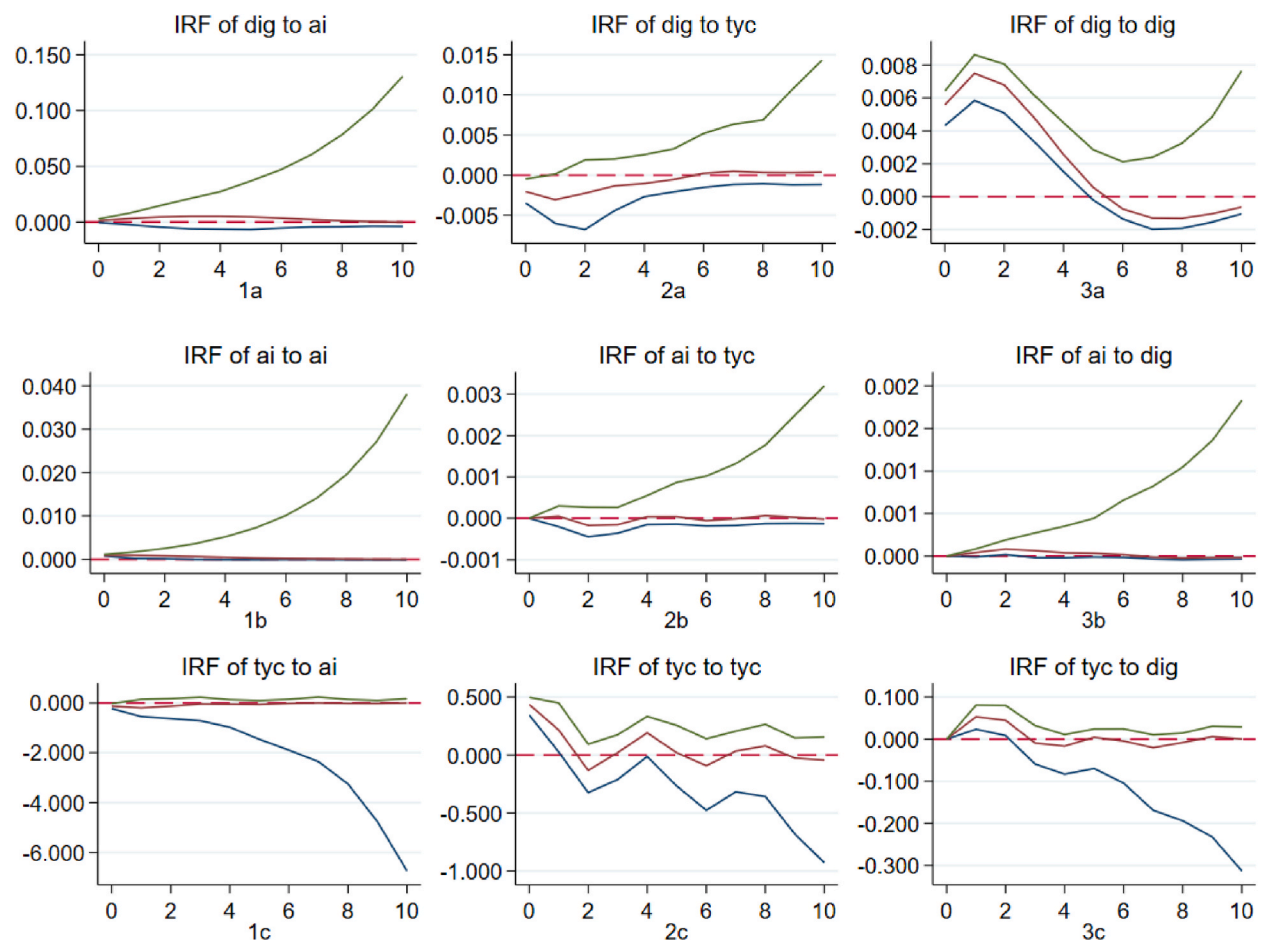 IRF of dig to ai
0.150
0.100
0.050
0.000
0 2 4 6 8 10
1a
IRF of dig to tyc
0.015
0.010
0.005
0.000
-0.005
0 2 4 6 8 10
2a
IRF of dig to dig
0.008
0.006
0.004
0.002
0.000
-0.002
0 2 4 6 8 10
3a
IRF of ai to ai
0.040
0.030
0.020
0.010
0.000
0 2 4 6 8 10
1b
IRF of ai to tyc
0.003
0.002
0.001
0.000
-0.001
0 2 4 6 8 10
2b
IRF of ai to dig
0.002
0.002
0.001
0.001
0.000
0 2 4 6 8 10
3b
IRF of tyc to ai
0.000
-2.000
-4.000
-6.000
0 2 4 6 8 10
1c
IRF of tyc to tyc
0.500
0.000
-0.500
-1.000
0 2 4 6 8 10
2c
IRF of tyc to dig
0.100
0.000
-0.100
-0.200
-0.300
0 2 4 6 8 10
3c